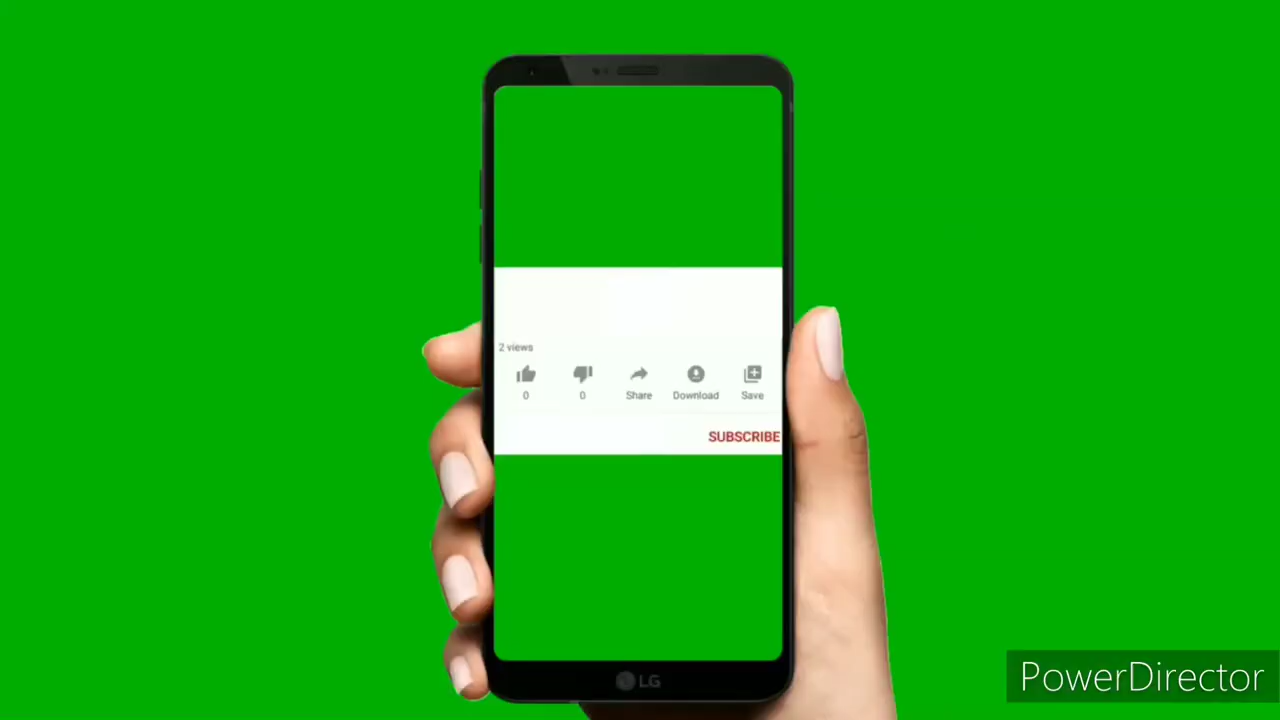 2 views
0 0 Share Download Save
SUBSCRIBE
LG
PowerDirector